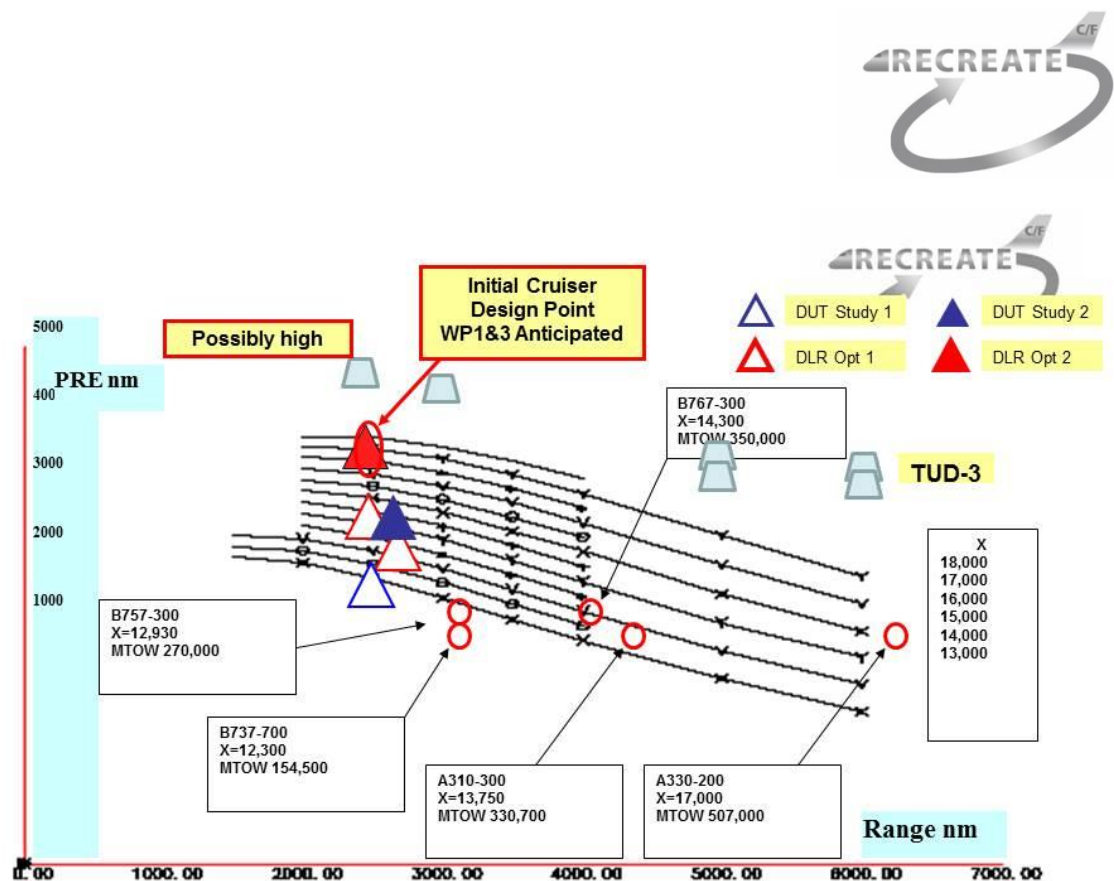 C/F
RECREATE
C/F
RECREATE
Initial Cruiser
Design Point
WP1&3 Anticipated
Possibly high
DUT Study 1
DUT Study 2
DLR Opt 1
DLR Opt 2
5000
PRE nm
400
3000
2000
1000
B767-300
X=14,300
MTOW 350,000
TUD-3
X
18,000
17,000
16,000
15,000
14,000
13,000
B757-300
X=12,930
MTOW 270,000
B737-700
X=12,300
MTOW 154,500
A310-300
X=13,750
MTOW 330,700
A330-200
X=17,000
MTOW 507,000
Range nm
0.00 1000.00 2000.00 3000.00 4000.00 5000.00 6000.00 7000.00